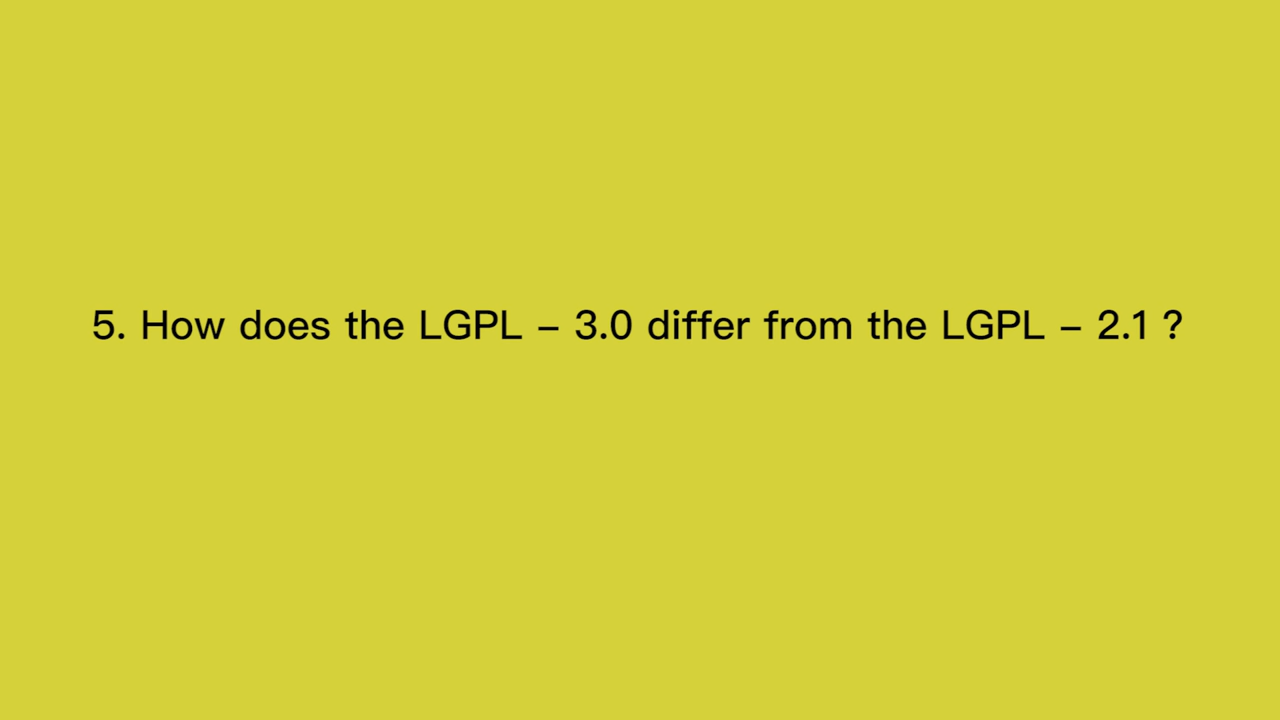 5. How does the LGPL – 3.0 differ from the LGPL – 2.1 ?